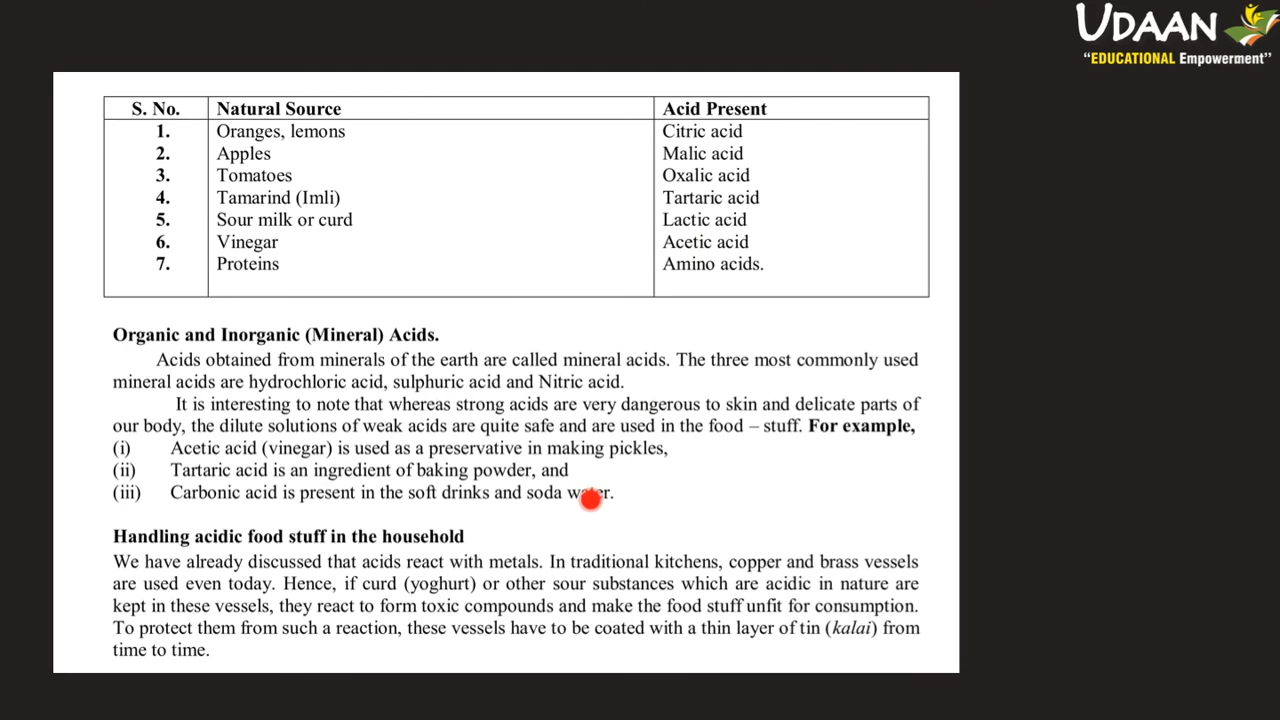 UDAAN
“EDUCATIONAL Empowerment”
S. No. Natural Source Acid Present
1. Oranges, lemons Citric acid
2. Apples Malic acid
3. Tomatoes Oxalic acid
4. Tamarind (Imli) Tartaric acid
5. Sour milk or curd Lactic acid
6. Vinegar Acetic acid
7. Proteins Amino acids.
Organic and Inorganic (Mineral) Acids.
Acids obtained from minerals of the earth are called mineral acids. The three most commonly used
mineral acids are hydrochloric acid, sulphuric acid and Nitric acid.
It is interesting to note that whereas strong acids are very dangerous to skin and delicate parts of
our body, the dilute solutions of weak acids are quite safe and are used in the food – stuff. For example,
(i) Acetic acid (vinegar) is used as a preservative in making pickles,
(ii) Tartaric acid is an ingredient of baking powder, and
(iii) Carbonic acid is present in the soft drinks and soda water.
Handling acidic food stuff in the household
We have already discussed that acids react with metals. In traditional kitchens, copper and brass vessels
are used even today. Hence, if curd (yoghurt) or other sour substances which are acidic in nature are
kept in these vessels, they react to form toxic compounds and make the food stuff unfit for consumption.
To protect them from such a reaction, these vessels have to be coated with a thin layer of tin (kalai) from
time to time.